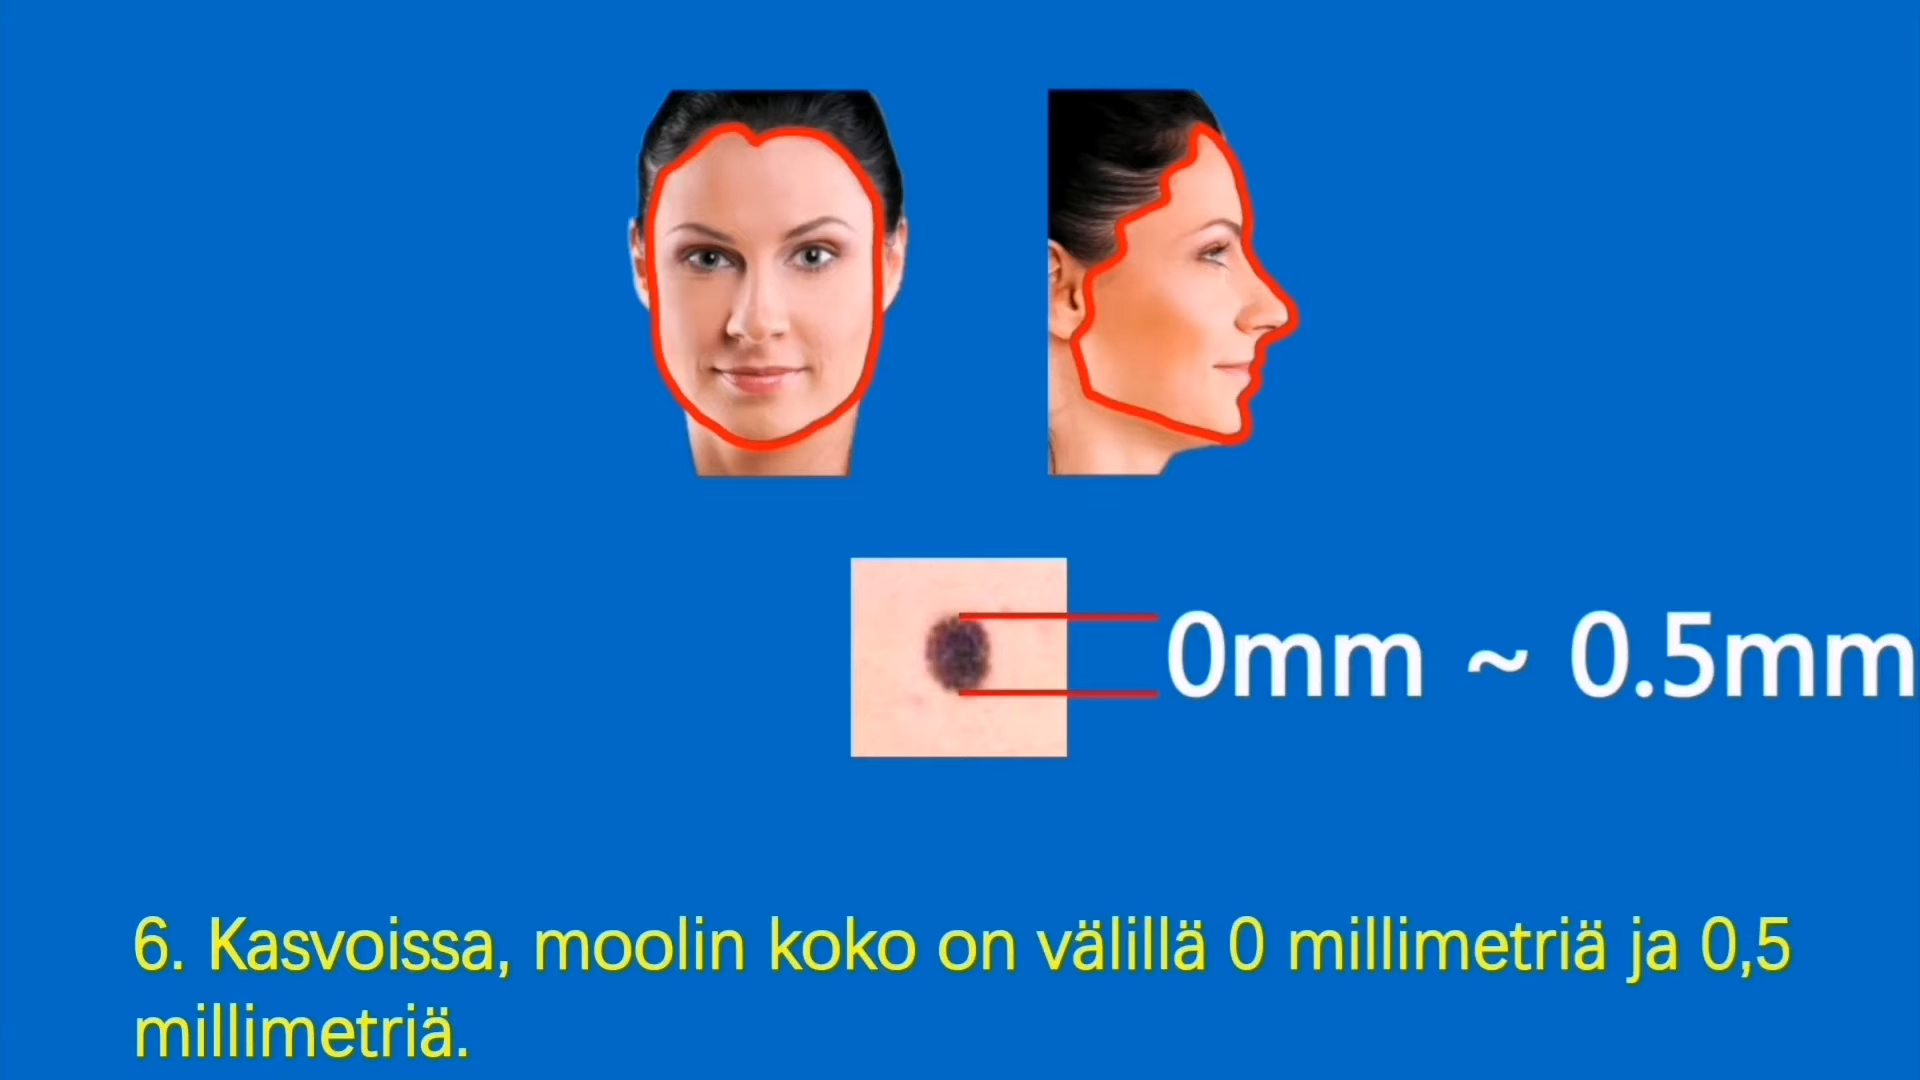 0mm ~ 0.5mm
6. Kasvoissa, moolin koko on välillä 0 millimetriä ja 0,5
millimetriä.